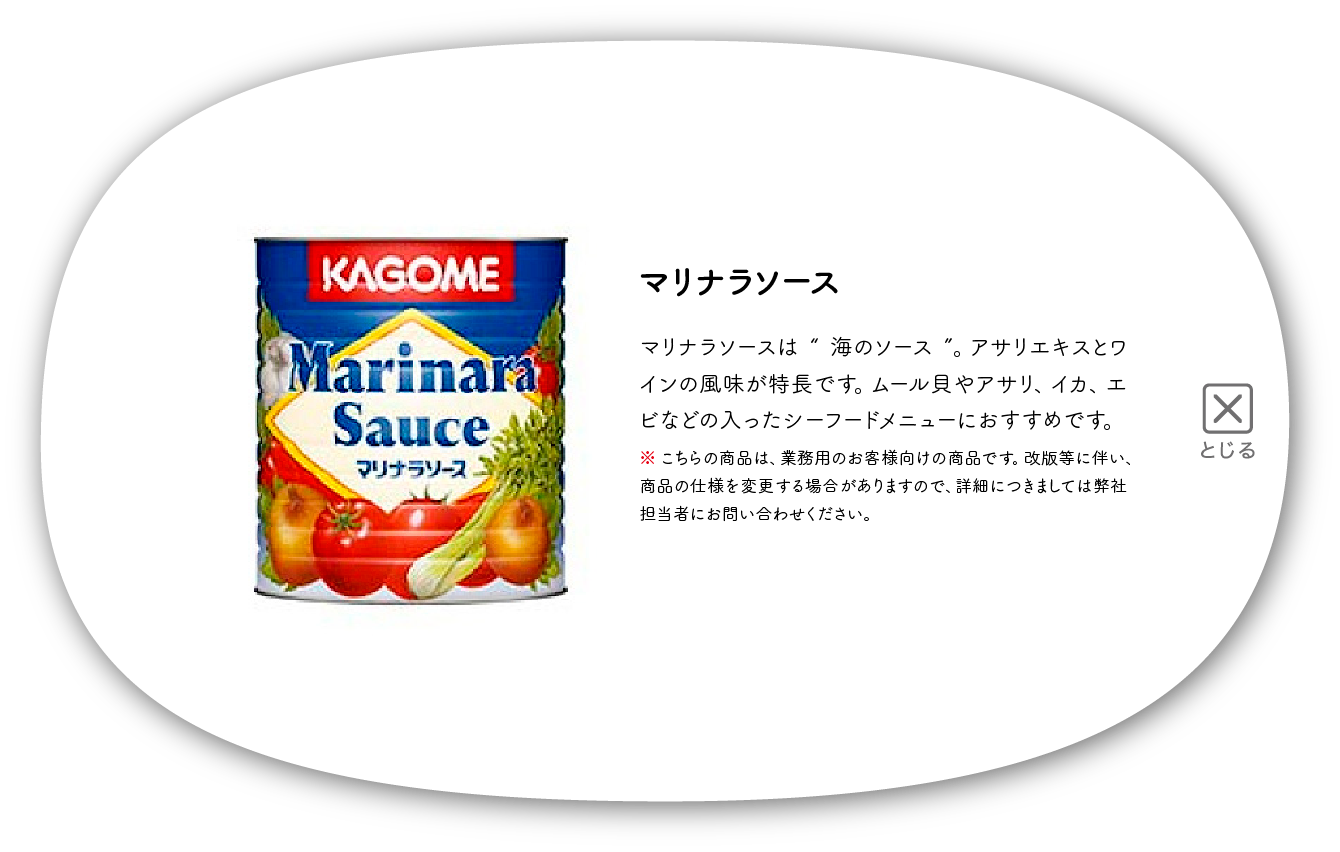 KAGOME
Marinara
Sauce
マリナラソース
マリナラソース
マリナラソースは “ 海のソース ”。アサリエキスとワ
インの風味が特長です。ムール貝やアサリ、イカ、エ
ビなどの入ったシーフードメニューにおすすめです。
※ こちらの商品は、業務用のお客様向けの商品です。改版等に伴い、
商品の仕様を変更する場合がありますので、詳細につきましては弊社
担当者にお問い合わせください。
とじる